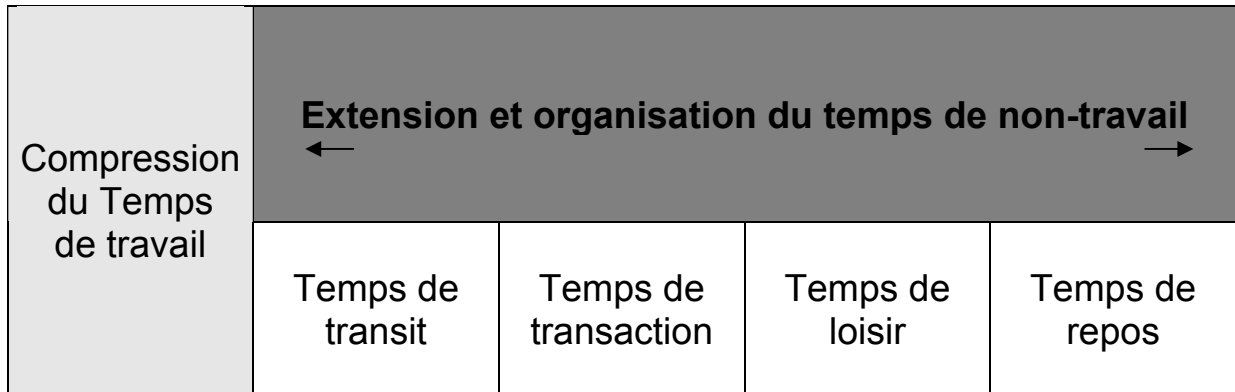 Compression
du Temps
de travail
Extension et organisation du temps de non-travail
Temps de
transit
Temps de
transaction
Temps de
loisir
Temps de
repos